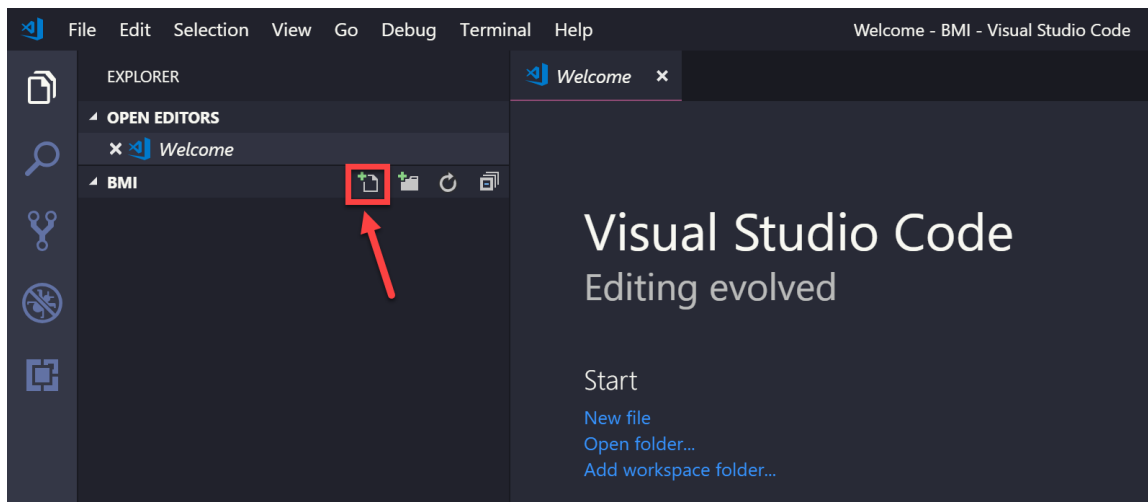 File Edit Selection View Go Debug Terminal Help Welcome - BMI - Visual Studio Code
EXPLORER
OPEN EDITORS
Welcome
BMI
Welcome
Visual Studio Code
Editing evolved
Start
New file
Open folder...
Add workspace folder...